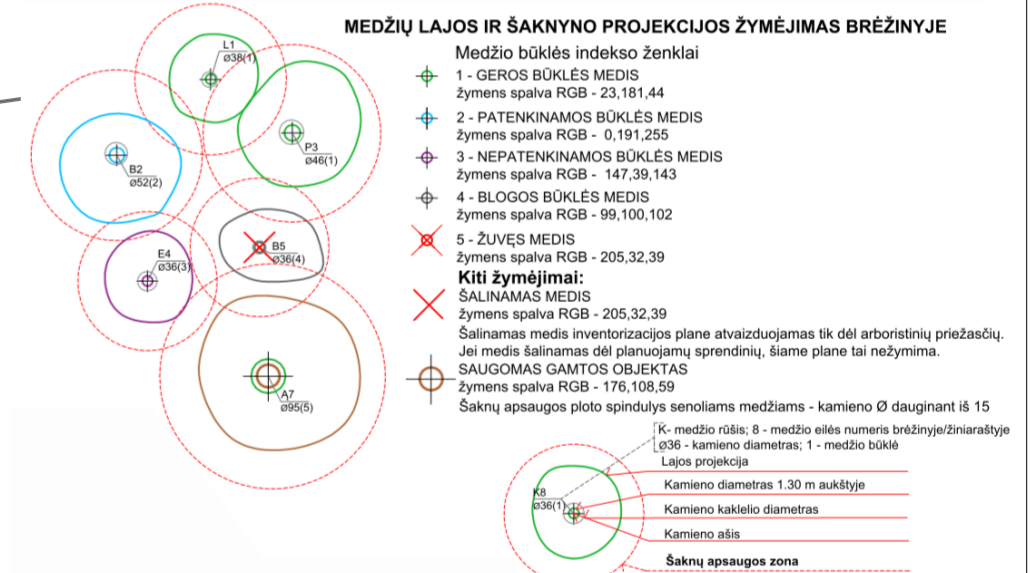 MEDŽIŲ LAJOS IR ŠAKNYNO PROJEKCIJOS ŽYMĖJIMAS BRĖŽINYJE
Medžio būklės indekso ženklai
1 - GEROS BŪKLĖS MEDIS
žymens spalva RGB - 23,181,44
2 - PATENKINAMOS BŪKLĖS MEDIS
žymens spalva RGB - 0,191,255
3 - NEPATENKINAMOS BŪKLĖS MEDIS
žymens spalva RGB - 147,39,143
4 - BLOGOS BŪKLĖS MEDIS
žymens spalva RGB - 99,100,102
5 - ŽUVĘS MEDIS
žymens spalva RGB - 205,32,39
Kiti žymėjimai:
ŠALINAMAS MEDIS
žymens spalva RGB - 205,32,39
Šalinamas medis inventorizacijos plane atvaizduojamas tik dėl arboristinių priežasčių.
Jei medis šalinamas dėl planuojamų sprendinių, šiame plane tai nežymima.
SAUGOMAS GAMTOS OBJEKTAS
žymens spalva RGB - 176,108,59
Šaknų apsaugos ploto spindulys senoliams medžiams - kamieno Ø dauginant iš 15
L1
ø38(1)
P3
ø46(1)
B2
ø52(2)
E4
ø36(3)
B5
ø36(4)
A7
ø95(5)
K- medžio rūšis; 8 - medžio eilės numeris brėžinyje/žiniaraštyje
ø36 - kamieno diametras; 1 - medžio būklė
Lajos projekcija
Kamieno diametras 1.30 m aukštyje
K8
ø36(1)
Kamieno kaklelio diametras
Kamieno ašis
Šaknų apsaugos zona